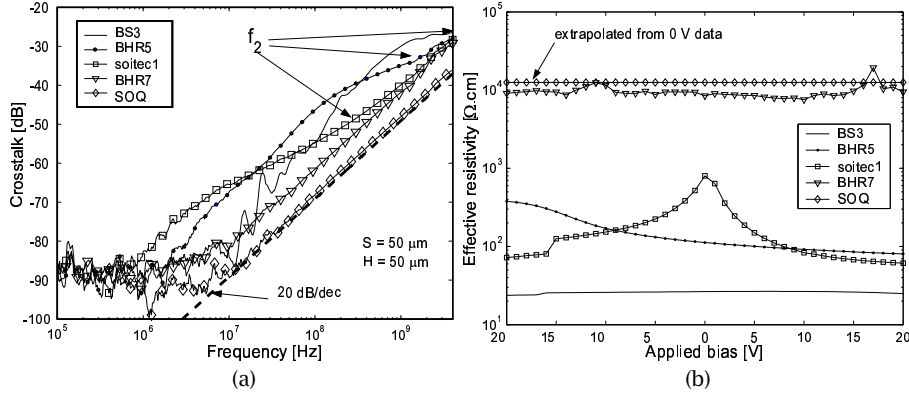 -20
-30
-40
-50
-60
-70
-80
-90
-100
Crosstalk [dB]
BS3
BHR5
soitec1
BHR7
SOQ
f2
S = 50 μm
H = 50 μm
20 dB/dec
10^5 10^6 10^7 10^8 10^9
Frequency [Hz]
(a)
10^5
10^4
10^3
10^2
10^1
Effective resistivity [Ω.cm]
extrapolated from 0 V data
BS3
BHR5
soitec1
BHR7
SOQ
20 15 10 5 0 5 10 15 20
Applied bias [V]
(b)